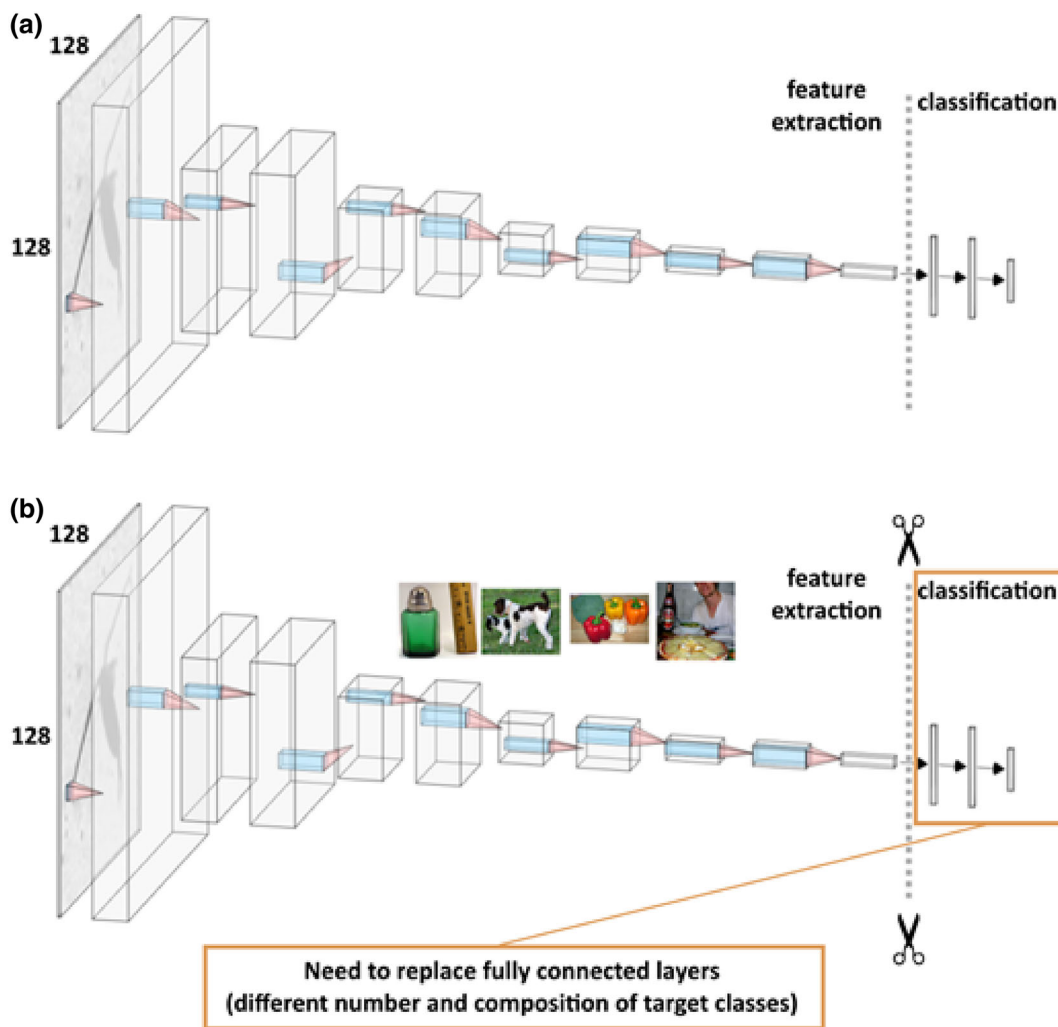 (a)
128
128
feature
extraction
classification
(b)
128
128
feature
extraction
classification
Need to replace fully connected layers
(different number and composition of target classes)